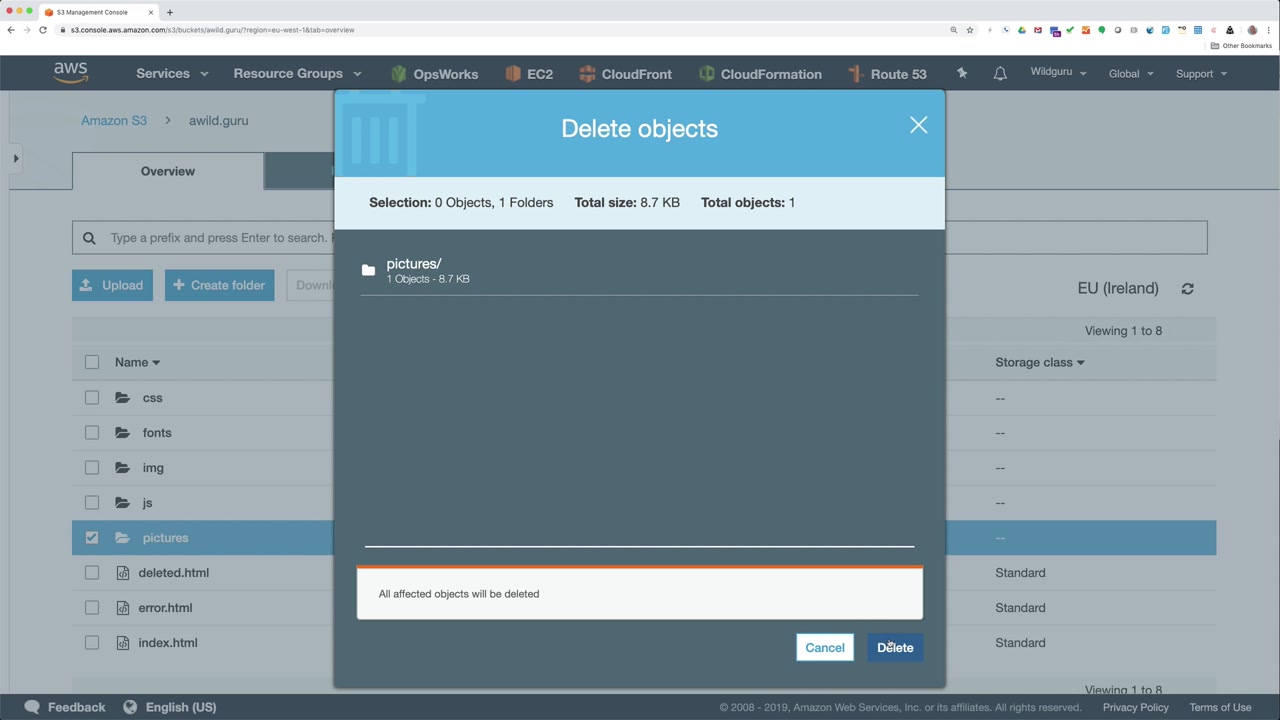 S3 Management Console
s3.console.aws.amazon.com/s3/buckets/awild.guru/?region=eu-west-1&tab=overview
Other Bookmarks
aws
Services
Resource Groups
OpsWorks
EC2
CloudFront
CloudFormation
Route 53
Wildguru
Global
Support
Amazon S3
awild.guru
Overview
Delete objects
Selection: 0 Objects, 1 Folders
Total size: 8.7 KB
Total objects: 1
Type a prefix and press Enter to search.
pictures/
1 Objects - 8.7 KB
Upload
Create folder
EU (Ireland)
Viewing 1 to 8
Name
Storage class
css
--
fonts
--
img
--
js
--
pictures
--
deleted.html
Standard
error.html
Standard
index.html
Standard
All affected objects will be deleted
Cancel
Delete
Viewing 1 to 8
Feedback
English (US)
© 2008 - 2019, Amazon Web Services, Inc. or its affiliates. All rights reserved.
Privacy Policy
Terms of Use